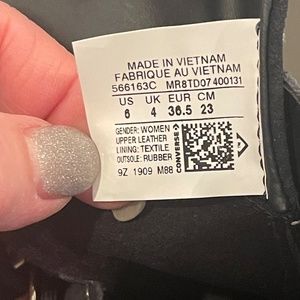 MADE IN VIETNAM
FABRIQUE AU VIETNAM
566163C MR8TD07400131
US UK EUR CM
6 4 36.5 23
GENDER: WOMEN
UPPER LEATHER
LINING: TEXTILE
OUTSOLE: RUBBER
CONVERSE
9Z 1909 M88